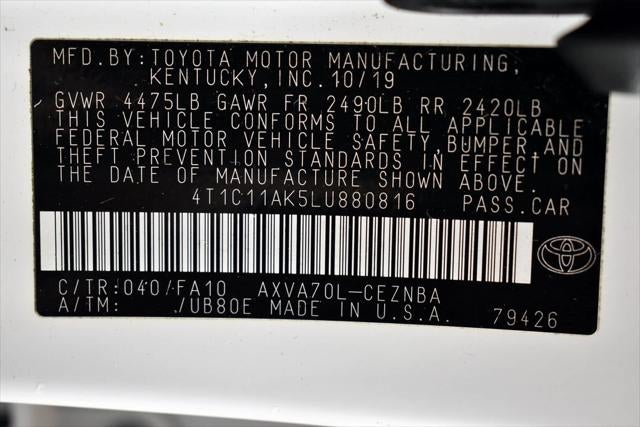 MFD.BY: TOYOTA MOTOR MANUFACTURING,
KENTUCKY, INC. 10/19
GVWR 4475LB GAWR FR 2490LB RR 2420LB
THIS VEHICLE CONFORMS TO ALL APPLICABLE
FEDERAL MOTOR VEHICLE SAFETY, BUMPER, AND
THEFT PREVENTION STANDARDS IN EFFECT ON
THE DATE OF MANUFACTURE SHOWN ABOVE.
4T1C11AK5LU880816 PASS.CAR
C/TR:040/FA10 AXVA70L-CEZNBA
A/TM: /UB80E MADE IN U.S.A. 79426